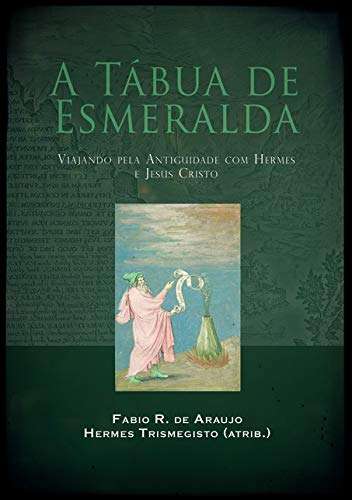 A TÁBUA DE
ESMERALDA
VIAJANDO PELA ANTIGUIDADE COM HERMES
E JESUS CRISTO
FABIO R. DE ARAUJO
HERMES TRISMEGISTO (ATRIB.)